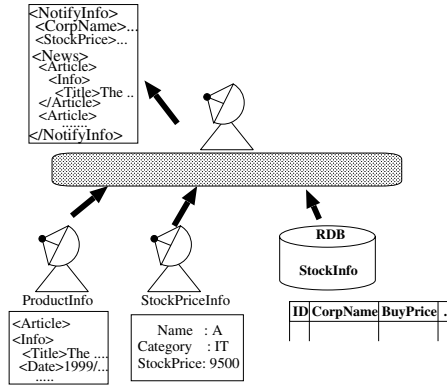 <NotifyInfo>
<CorpName>...
<StockPrice>...
<News>
<Article>
<Info>
<Title>The ..
</Article>
<Article>
.......
</NotifyInfo>
ProductInfo
<Article>
<Info>
<Title>The ....
<Date>1999/...
.....
StockPriceInfo
Name : A
Category : IT
StockPrice: 9500
RDB
StockInfo
ID CorpName BuyPrice .